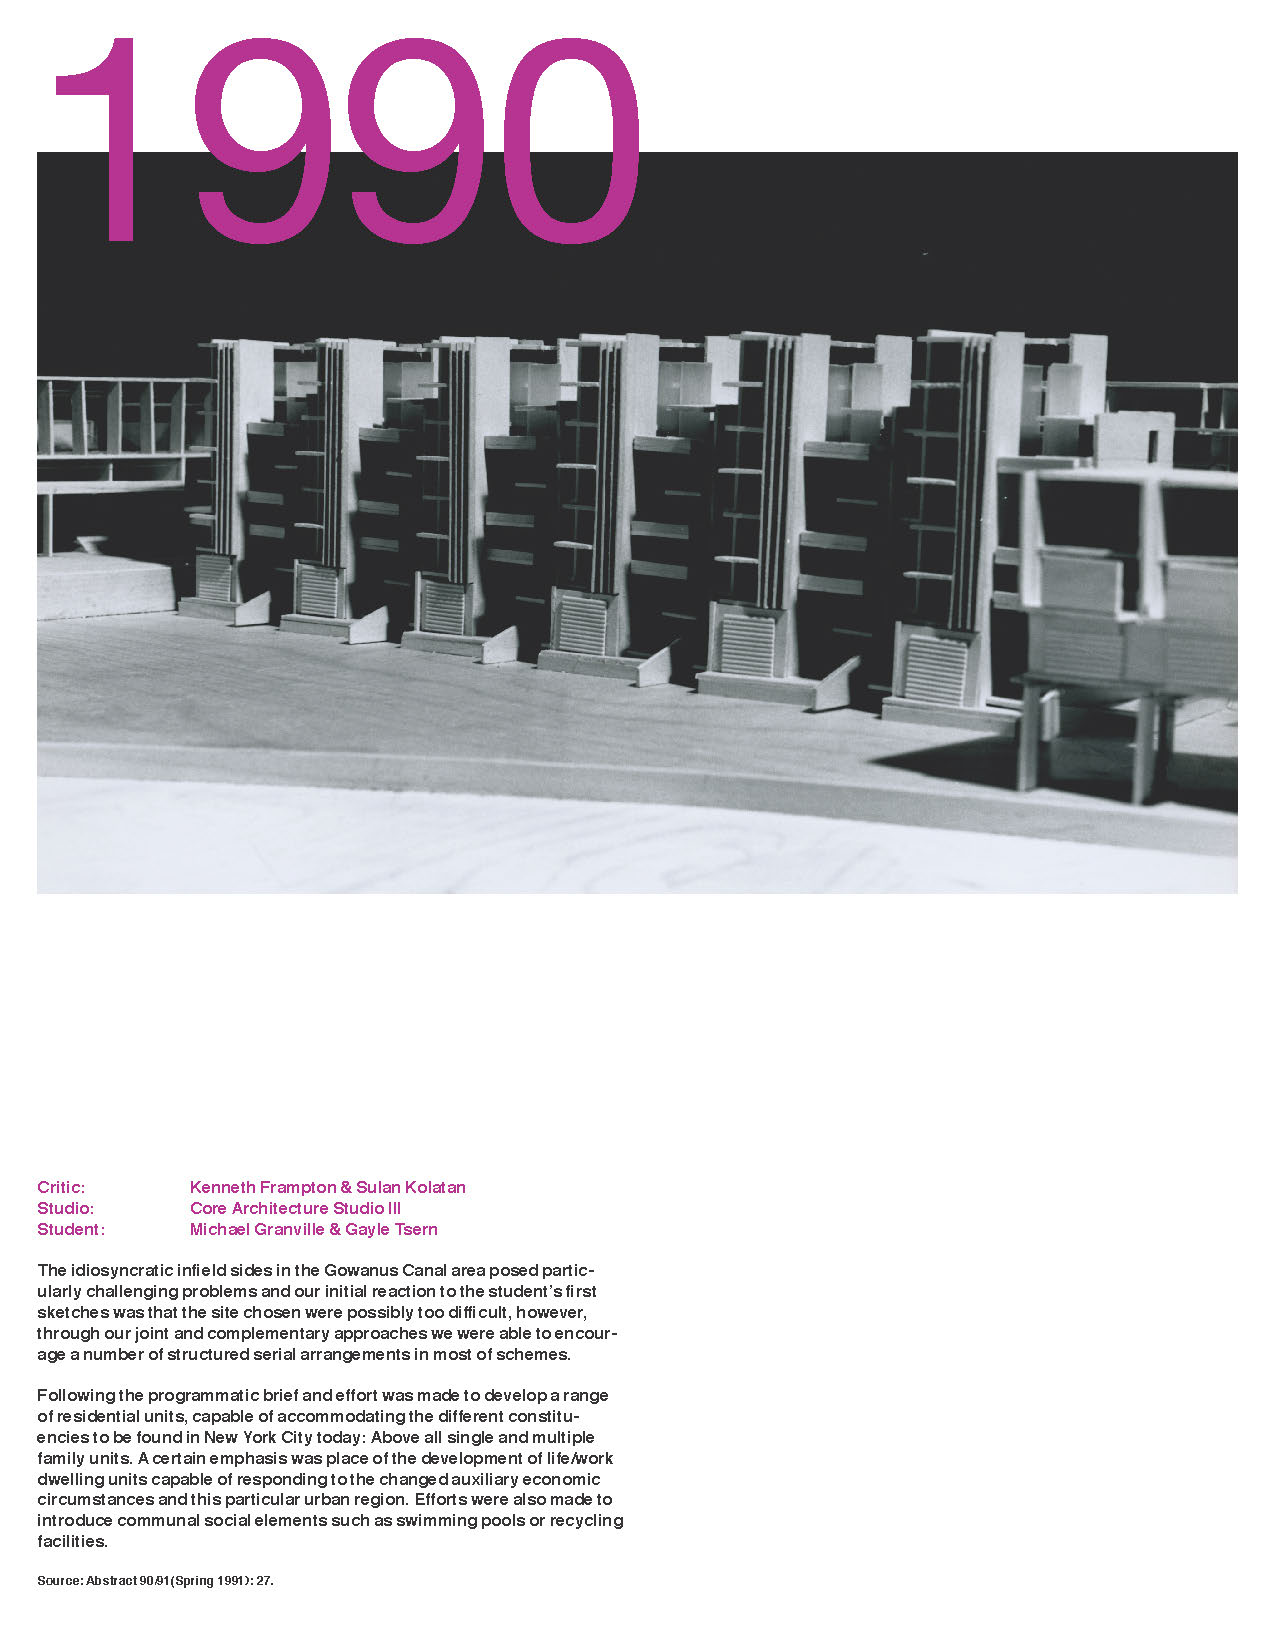 1990
Critic: Kenneth Frampton & Sulan Kolatan
Studio: Core Architecture Studio III
Student: Michael Granville & Gayle Tsern
The idiosyncratic infield sides in the Gowanus Canal area posed partic-
ularly challenging problems and our initial reaction to the student's first
sketches was that the site chosen were possibly too difficult, however,
through our joint and complementary approaches we were able to encour-
age a number of structured serial arrangements in most of schemes.
Following the programmatic brief and effort was made to develop a range
of residential units, capable of accommodating the different constitu-
encies to be found in New York City today: Above all single and multiple
family units. A certain emphasis was place of the development of life/work
dwelling units capable of responding to the changed auxiliary economic
circumstances and this particular urban region. Efforts were also made to
introduce communal social elements such as swimming pools or recycling
facilities.
Source: Abstract 90/91(Spring 1991): 27.